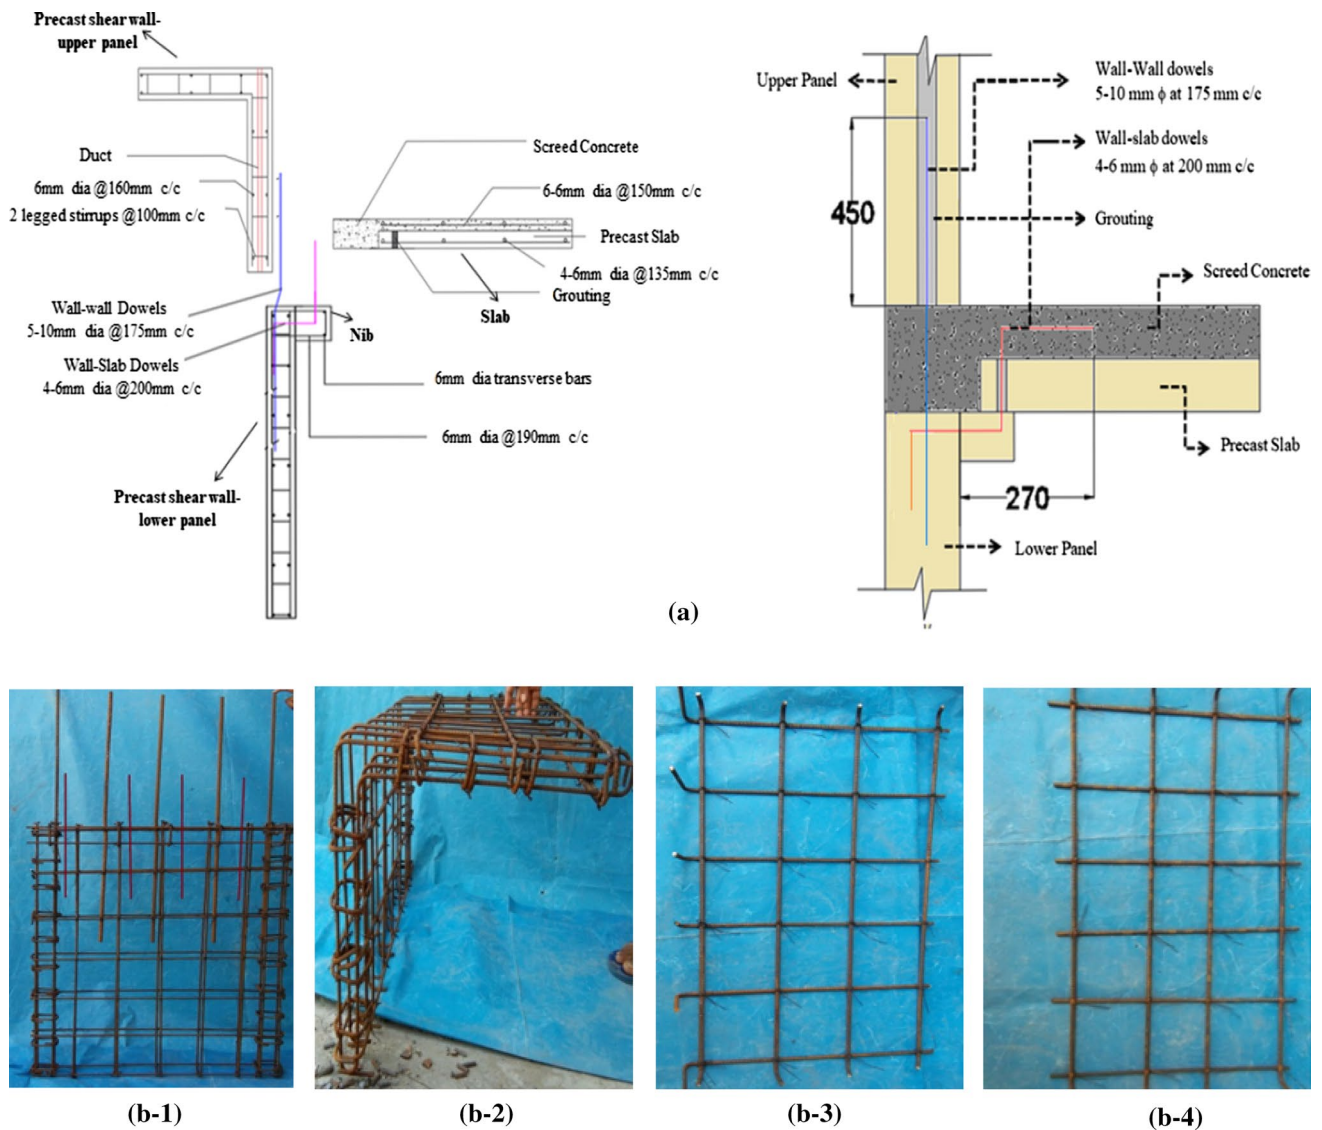 Precast shear wall-
upper panel
Duct
6mm dia @160mm c/c
2 legged stirrups @100mm c/c
Wall-wall Dowels
5-10mm dia @175mm c/c
Wall-Slab Dowels
4-6mm dia @200mm c/c
Precast shear wall-
lower panel
Screed Concrete
6-6mm dia @150mm c/c
Precast Slab
4-6mm dia @135mm c/c
Grouting
Slab
Nib
6mm dia transverse bars
6mm dia @190mm c/c
Upper Panel
Wall-Wall dowels
5-10 mm ϕ at 175 mm c/c
Wall-slab dowels
4-6 mm ϕ at 200 mm c/c
450
Grouting
Screed Concrete
Precast Slab
270
Lower Panel
(a)
(b-1)
(b-2)
(b-3)
(b-4)